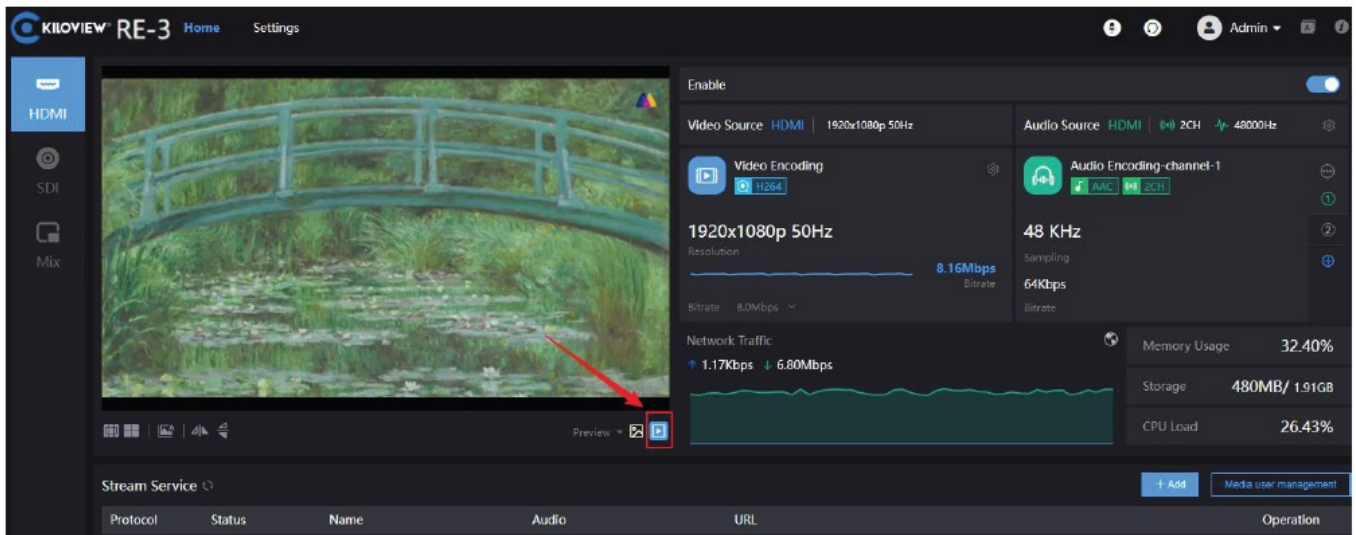 KILOVIEW® RE-3 Home Settings Admin
HDMI
SDI
Mix
Preview
Enable
Video Source HDMI 1920x1080p 50Hz
Audio Source HDMI 2CH 48000Hz
Video Encoding
H264
1920x1080p 50Hz
Resolution
8.16Mbps
Bitrate
Bitrate 8.0Mbps
Audio Encoding-channel-1
AAC 2CH
1
2
48 KHz
Sampling
64Kbps
Bitrate
Network Traffic
↑ 1.17Kbps ↓ 6.80Mbps
Memory Usage 32.40%
Storage 480MB/ 1.91GB
CPU Load 26.43%
Stream Service
+ Add Media user management
Protocol Status Name Audio URL Operation